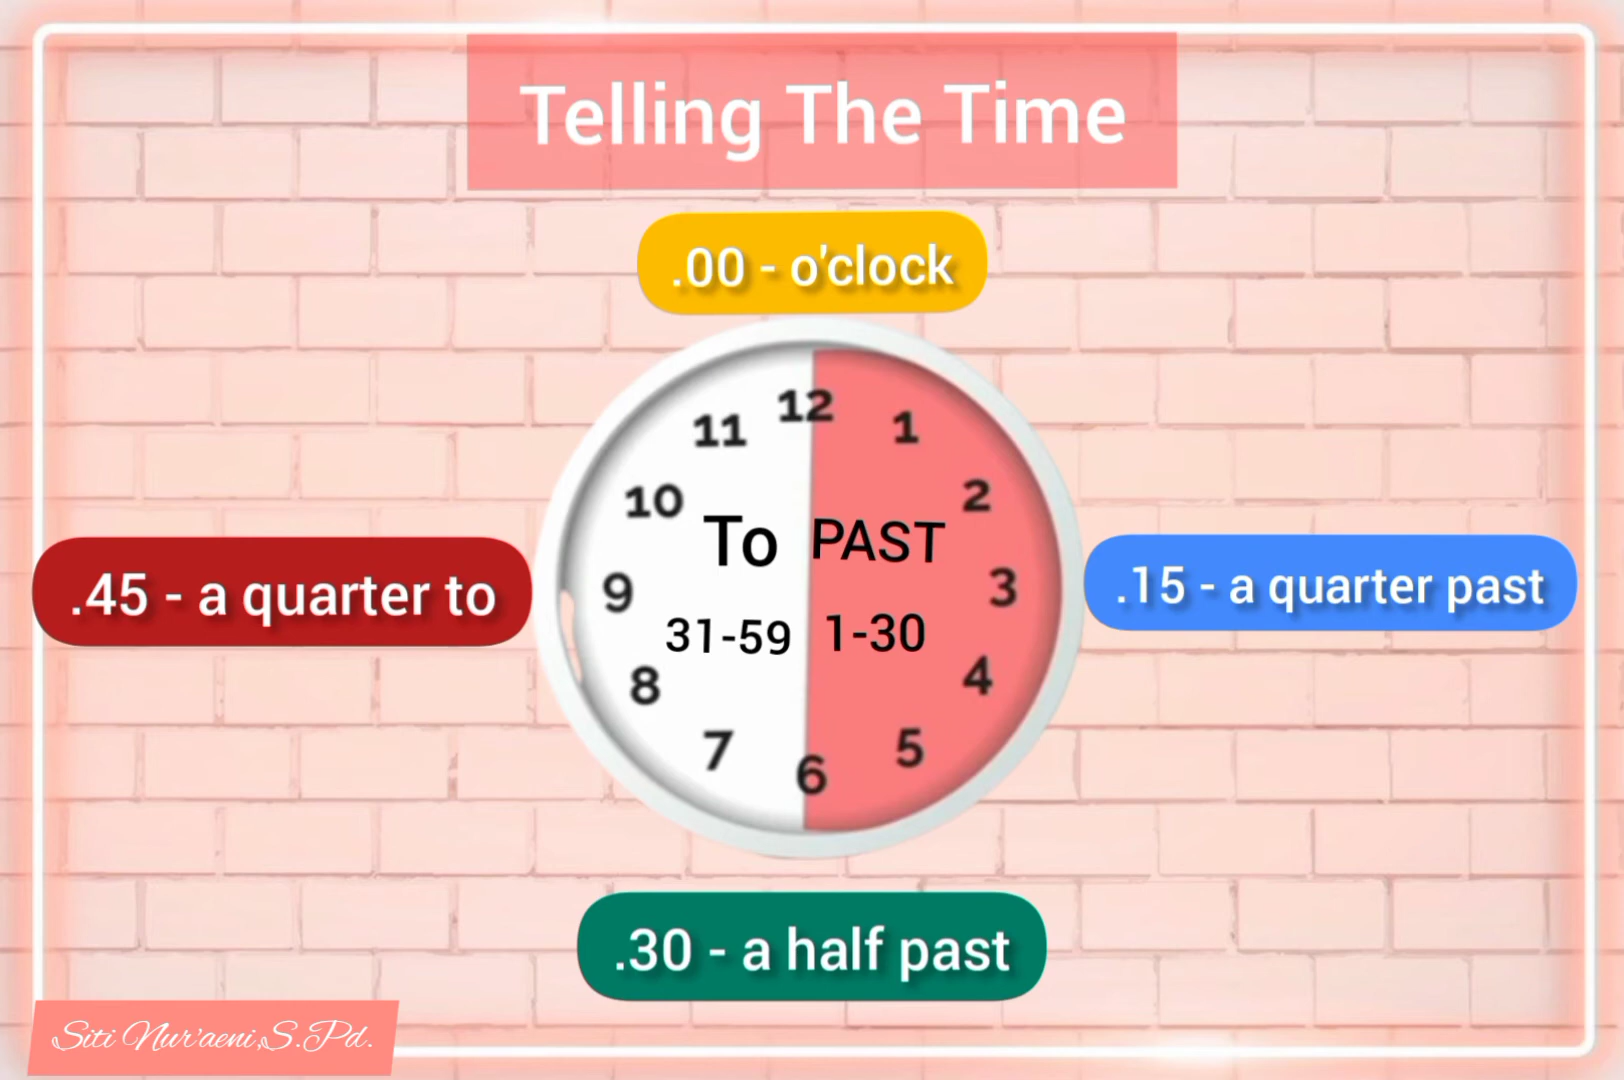 Telling The Time
.00 - o'clock
12
11
1
10
2
To PAST
.45 - a quarter to
9
3
.15 - a quarter past
31-59 1-30
8
4
7
5
6
.30 - a half past
Siti Nur'aeni,S.Pd.